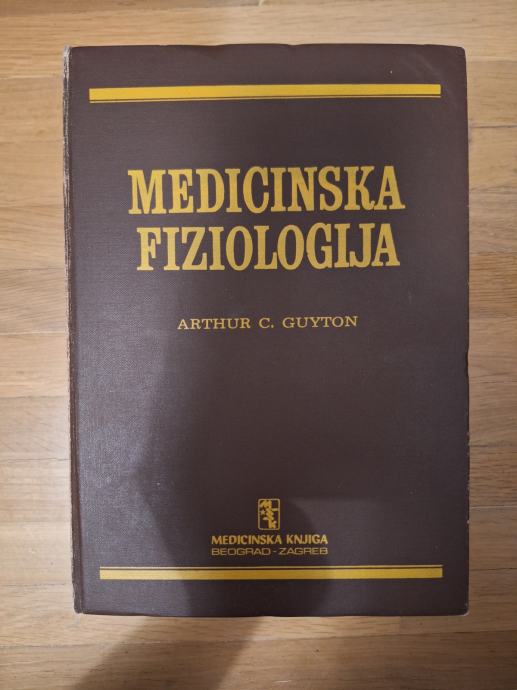 MEDICINSKA
FIZIOLOGIJA
ARTHUR C. GUYTON
MEDICINSKA KNJIGA
BEOGRAD-ZAGREB